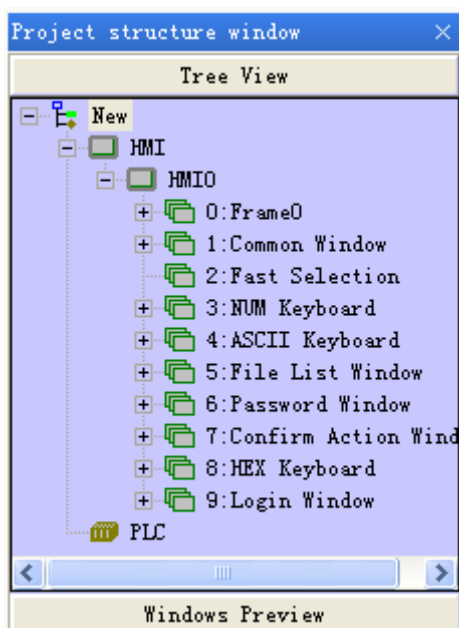 Project structure window
Tree View
New
HMI
HMI0
0:Frame0
1:Common Window
2:Fast Selection
3:NUM Keyboard
4:ASCII Keyboard
5:File List Window
6:Password Window
7:Confirm Action Wind
8:HEX Keyboard
9:Login Window
PLC
Windows Preview